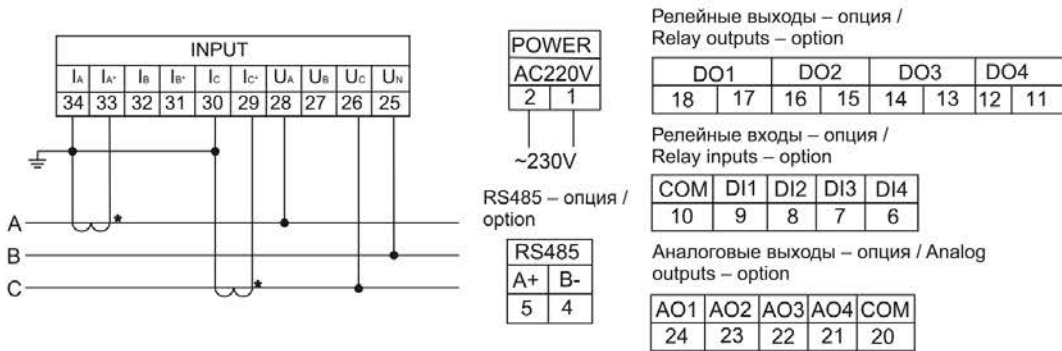 INPUT
IA IA* IB IB* IC IC* UA UB UC UN
34 33 32 31 30 29 28 27 26 25
A
*
B
C
*
POWER
AC220V
2 1
~230V
RS485 – опция /
option
RS485
A+ B-
5 4
Релейные выходы – опция /
Relay outputs – option
DO1 DO2 DO3 DO4
18 17 16 15 14 13 12 11
Релейные входы – опция /
Relay inputs – option
COM DI1 DI2 DI3 DI4
10 9 8 7 6
Аналоговые выходы – опция / Analog
outputs – option
AO1 AO2 AO3 AO4 COM
24 23 22 21 20